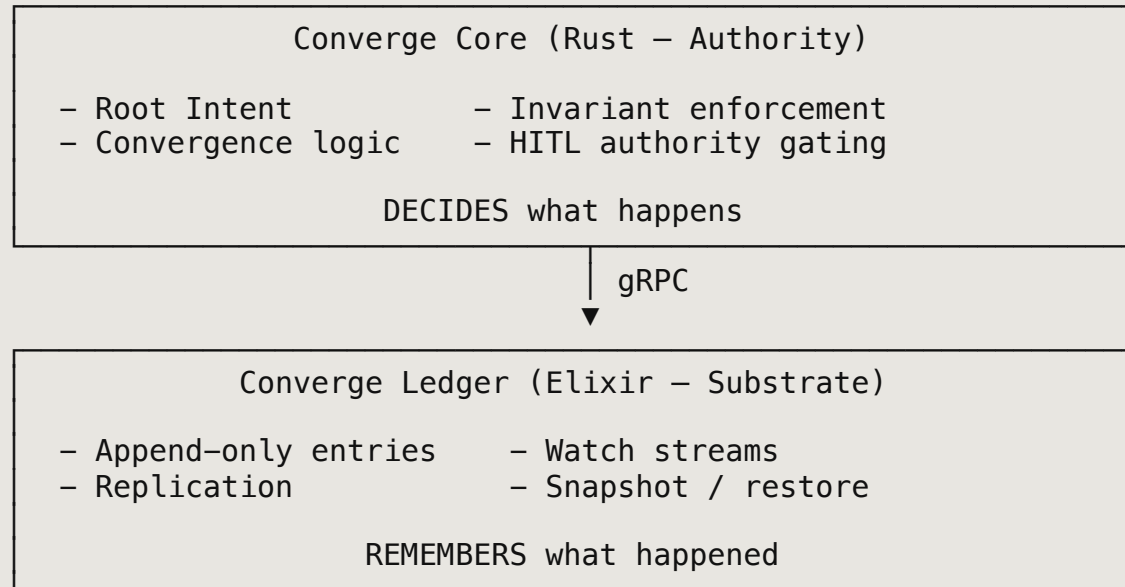 Converge Core (Rust — Authority)
– Root Intent – Invariant enforcement
– Convergence logic – HITL authority gating
DECIDES what happens
gRPC
Converge Ledger (Elixir — Substrate)
– Append–only entries – Watch streams
– Replication – Snapshot / restore
REMEMBERS what happened